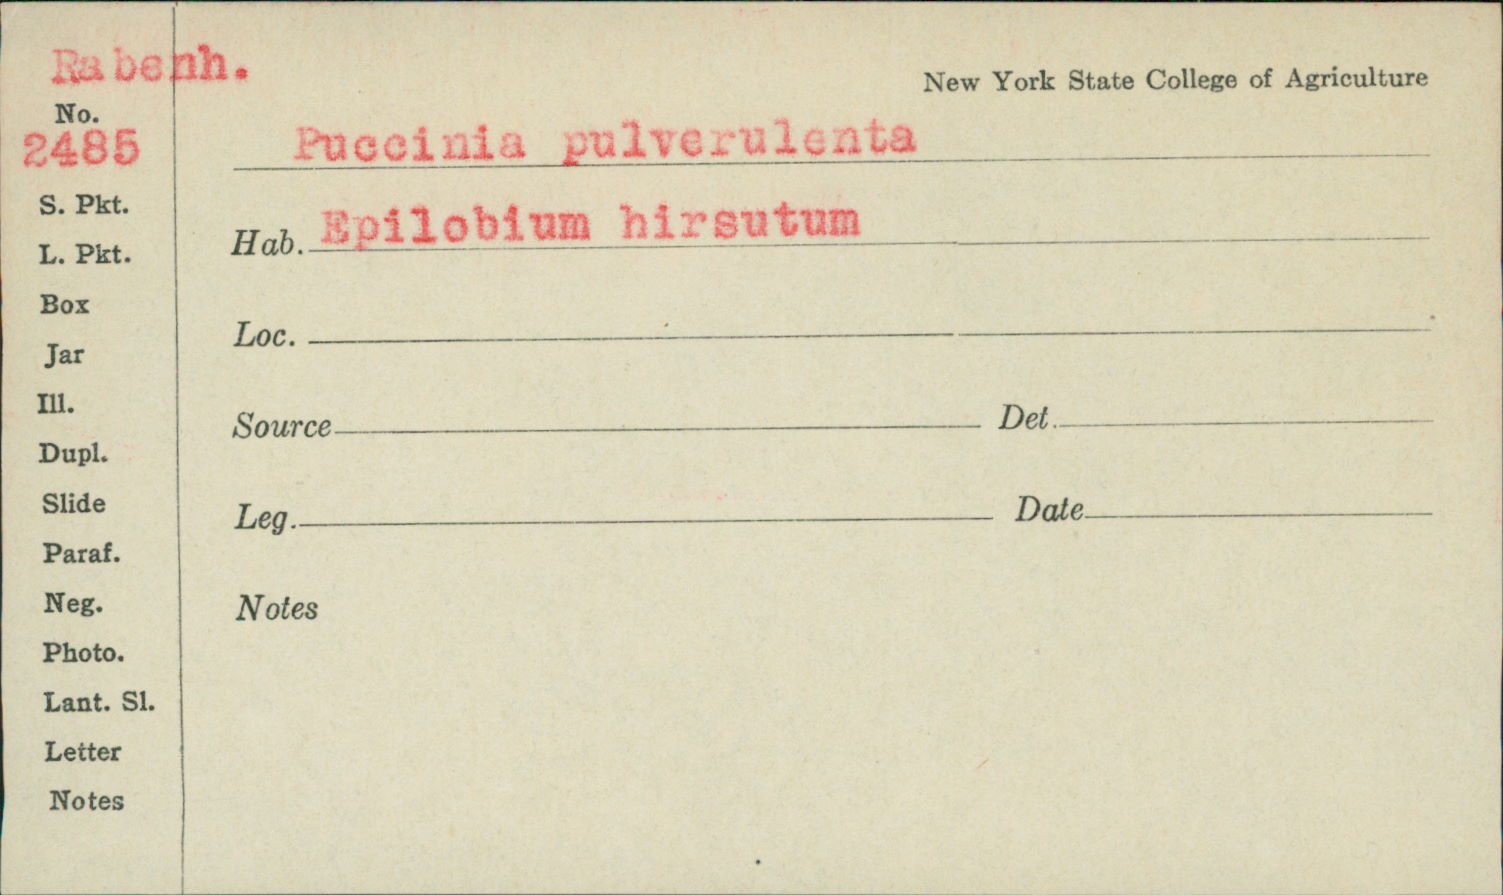 Rabenh.
New York State College of Agriculture
No.
2485
Puccinia pulverulenta
S. Pkt.
Hab. Epilobium hirsutum
L. Pkt.
Box
Loc.
Jar
Ill.
Source Det.
Dupl.
Slide
Leg. Date
Paraf.
Neg.
Notes
Photo.
Lant. Sl.
Letter
Notes